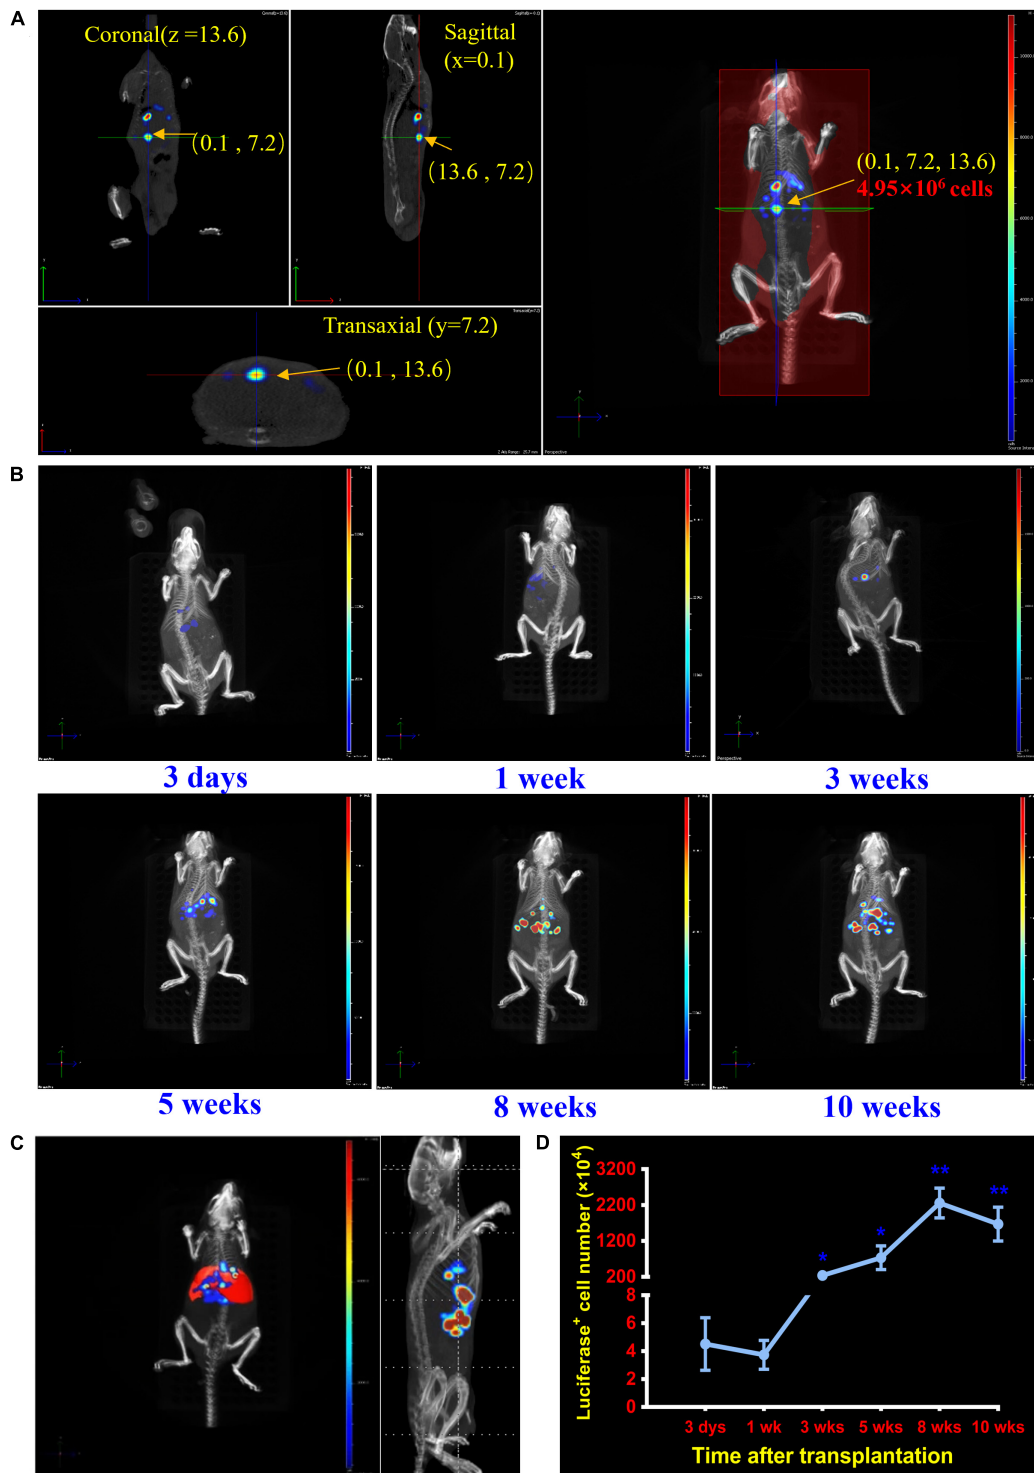 A
Coronal(z =13.6)
(0.1 , 7.2)
Sagittal
(x=0.1)
(13.6 , 7.2)
Transaxial (y=7.2)
(0.1 , 13.6)
(0.1, 7.2, 13.6)
4.95×10⁶ cells
Perspective
B
3 days
1 week
Perspective
3 weeks
5 weeks
8 weeks
10 weeks
C
D
Luciferase⁺ cell number (×10⁴)
3200
2200
1200
200
8
6
4
2
0
*
*
**
**
3 dys
1 wk
3 wks
5 wks
8 wks
10 wks
Time after transplantation